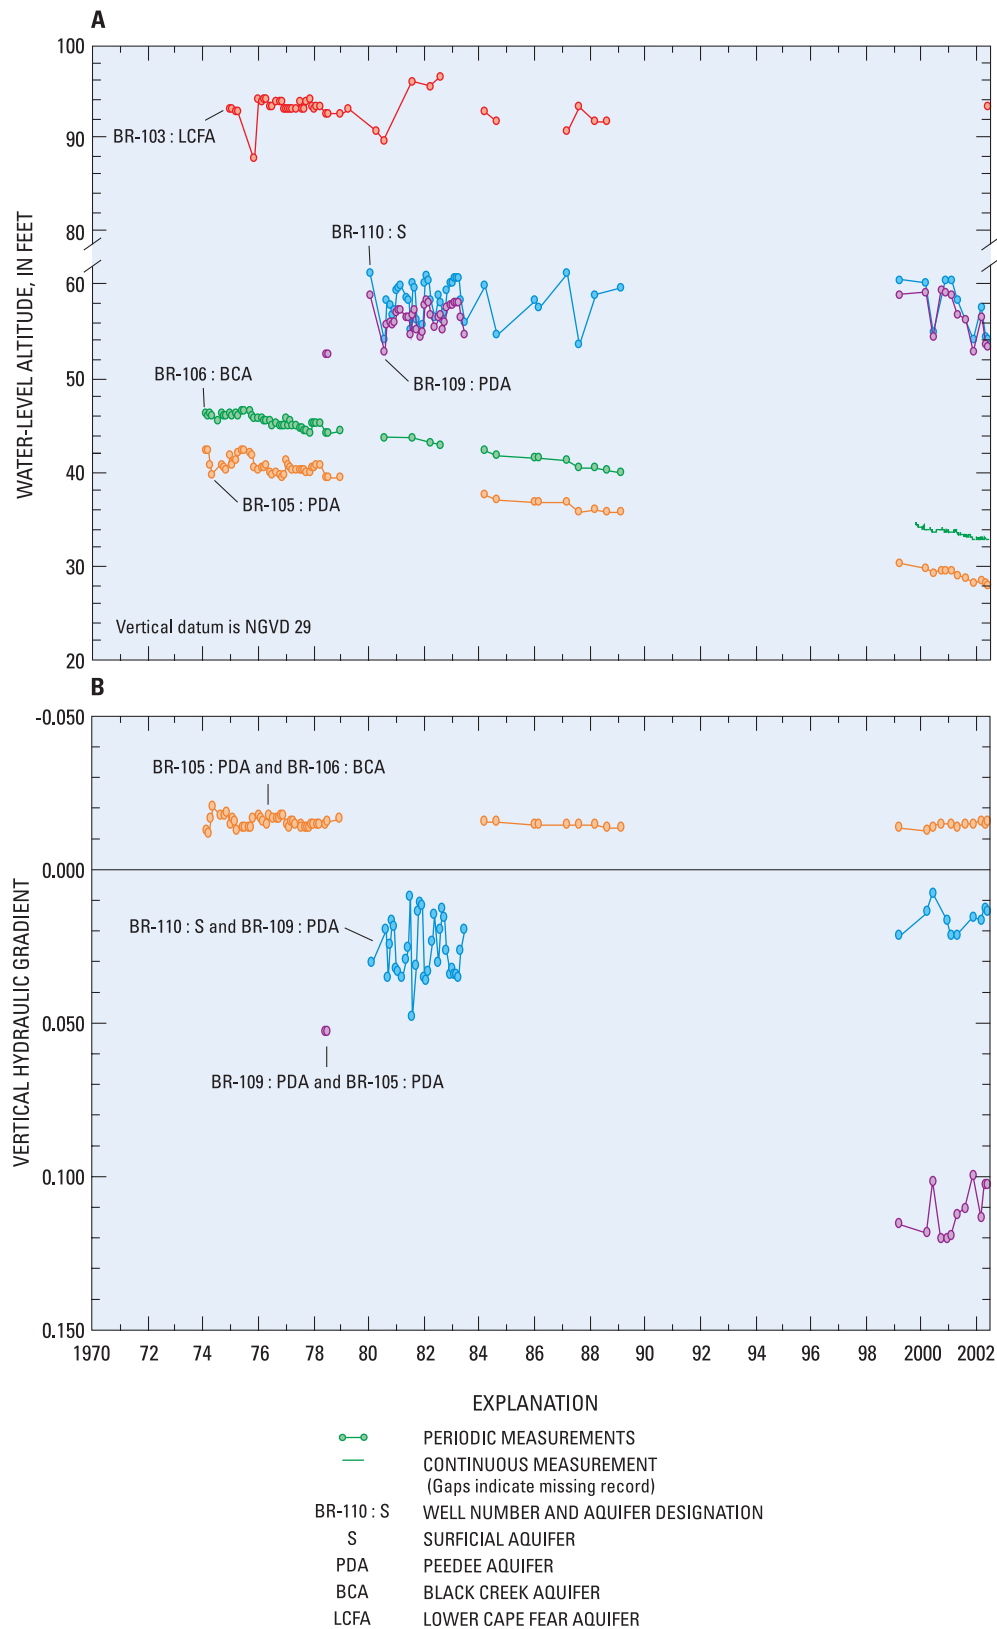 A
100
BR-103 : LCFA
90
80
BR-110 : S
60
BR-106 : BCA
BR-109 : PDA
50
40
BR-105 : PDA
30
Vertical datum is NGVD 29
20
WATER-LEVEL ALTITUDE, IN FEET
B
-0.050
BR-105 : PDA and BR-106 : BCA
0.000
BR-110 : S and BR-109 : PDA
0.050
BR-109 : PDA and BR-105 : PDA
0.100
0.150
VERTICAL HYDRAULIC GRADIENT
1970 72 74 76 78 80 82 84 86 88 90 92 94 96 98 2000 2002
EXPLANATION
PERIODIC MEASUREMENTS
CONTINUOUS MEASUREMENT
(Gaps indicate missing record)
BR-110 : S WELL NUMBER AND AQUIFER DESIGNATION
S SURFICIAL AQUIFER
PDA PEEDEE AQUIFER
BCA BLACK CREEK AQUIFER
LCFA LOWER CAPE FEAR AQUIFER